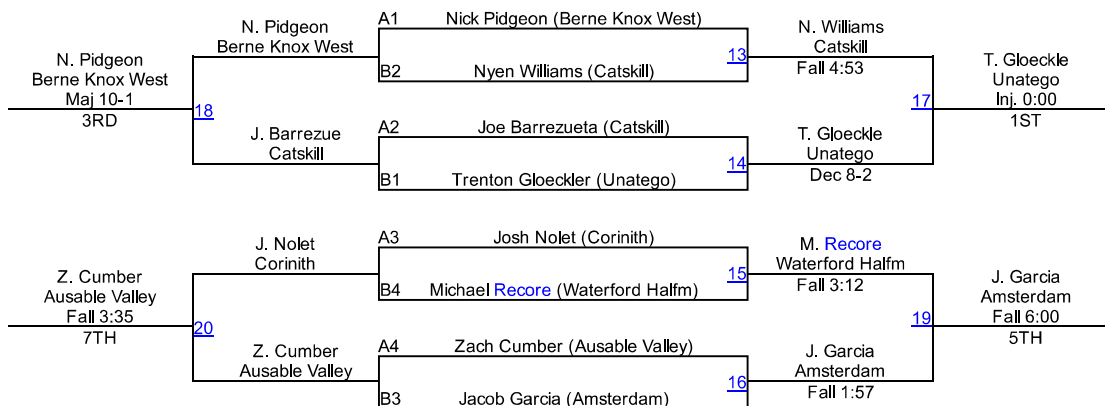 A1 Nick Pidgeon (Berne Knox West)
N. Pidgeon
Berne Knox West
N. Williams
Catskill
Fall 4:53
13
B2 Nyen Williams (Catskill)
N. Pidgeon
Berne Knox West
Maj 10-1
3RD
18
17
T. Gloeckle
Unatego
Inj. 0:00
1ST
A2 Joe Barrezueta (Catskill)
J. Barrezue
Catskill
T. Gloeckle
Unatego
Dec 8-2
14
B1 Trenton Gloeckler (Unatego)
A3 Josh Nolet (Corinith)
J. Nolet
Corinith
M. Recore
Waterford Halfm
Fall 3:12
15
B4 Michael Recore (Waterford Halfm)
Z. Cumber
Ausable Valley
Fall 3:35
7TH
20
19
J. Garcia
Amsterdam
Fall 6:00
5TH
A4 Zach Cumber (Ausable Valley)
Z. Cumber
Ausable Valley
J. Garcia
Amsterdam
Fall 1:57
16
B3 Jacob Garcia (Amsterdam)